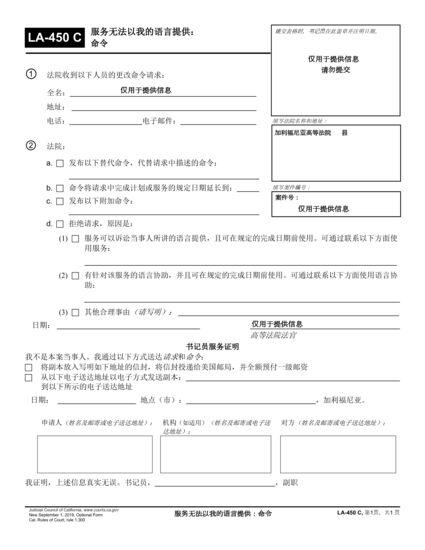 LA-450 C
服务无法以我的语言提供：
命令
递交表格时，书记员在此盖章并注明日期。
仅用于提供信息
请勿提交
① 法院收到以下人员的更改命令请求：
全名： 仅用于提供信息
地址：
电话： 电子邮件：
填写法院名称和地址：
加利福尼亚高等法院 县
② 法院：
a. 发布以下替代命令，代替请求中描述的命令：
b. 命令将请求中完成计划或服务的规定日期延长到：
填写案件编号：
案件号：
仅用于提供信息
c. 发布以下附加命令：
d. 拒绝请求，原因是：
(1) 服务可以诉讼当事人所讲的语言提供，且可在规定的完成日期前使用。可通过联系以下方面使
用服务：
(2) 有针对该服务的语言协助，并且可在规定的完成日期前使用。可通过联系以下方面使用语言协
助：
(3) 其他合理事由（请写明）：
日期： 仅用于提供信息
高等法院法官
书记员服务证明
我不是本案当事人。我通过以下方式送达请求和命令：
将副本放入写明如下地址的信封，将信封投递给美国邮局，并全额预付一级邮资
从以下电子送达地址以电子方式发送副本：
到以下所示的电子送达地址
日期： 地点（市）： ，加利福尼亚。
申请人（姓名及邮寄或电子送达地址）：
机构（如适用）（姓名及邮寄或电子送
达地址）：
对方（姓名及邮寄或电子送达地址）：
我证明，上述信息真实无误。书记员， ，副职
Judicial Council of California, www.courts.ca.gov
New September 1, 2019, Optional Form
Cal. Rules of Court, rule 1.300
服务无法以我的语言提供：命令
LA-450 C, 第1页，共1 页